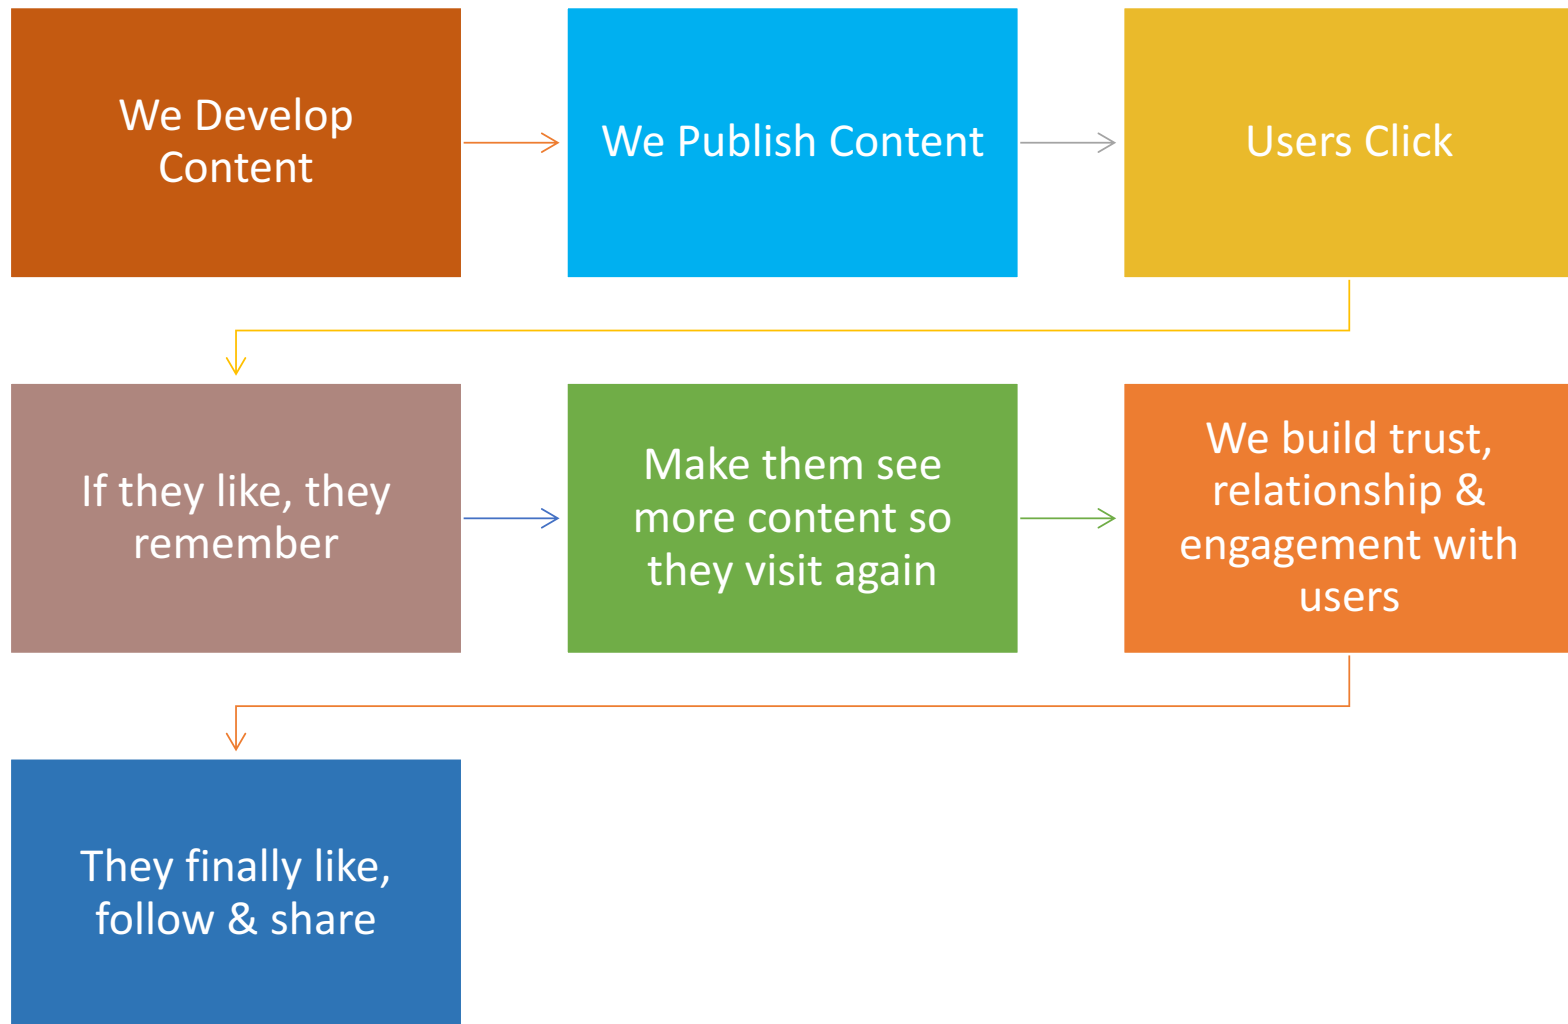 We Develop
Content
We Publish Content
Users Click
If they like, they
remember
Make them see
more content so
they visit again
We build trust,
relationship &
engagement with
users
They finally like,
follow & share